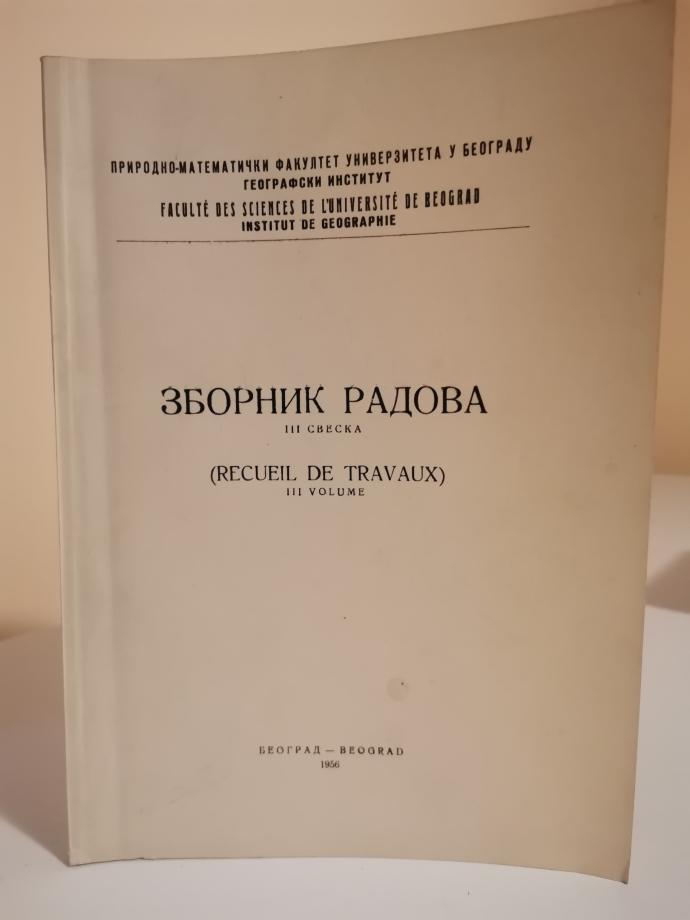 ПРИРОДНО-МАТЕМАТИЧКИ ФАКУЛТЕТ УНИВЕРЗИТЕТА У БЕОГРАДУ
ГЕОГРАФСКИ ИНСТИТУТ
FACULTÉ DES SCIENCES DE L'UNIVERSITÉ DE BEOGRAD
INSTITUT DE GEOGRAPHIE
ЗБОРНИК РАДОВА
III СВЕСКА
(RECUEIL DE TRAVAUX)
III VOLUME
БЕОГРАД — BEOGRAD
1956